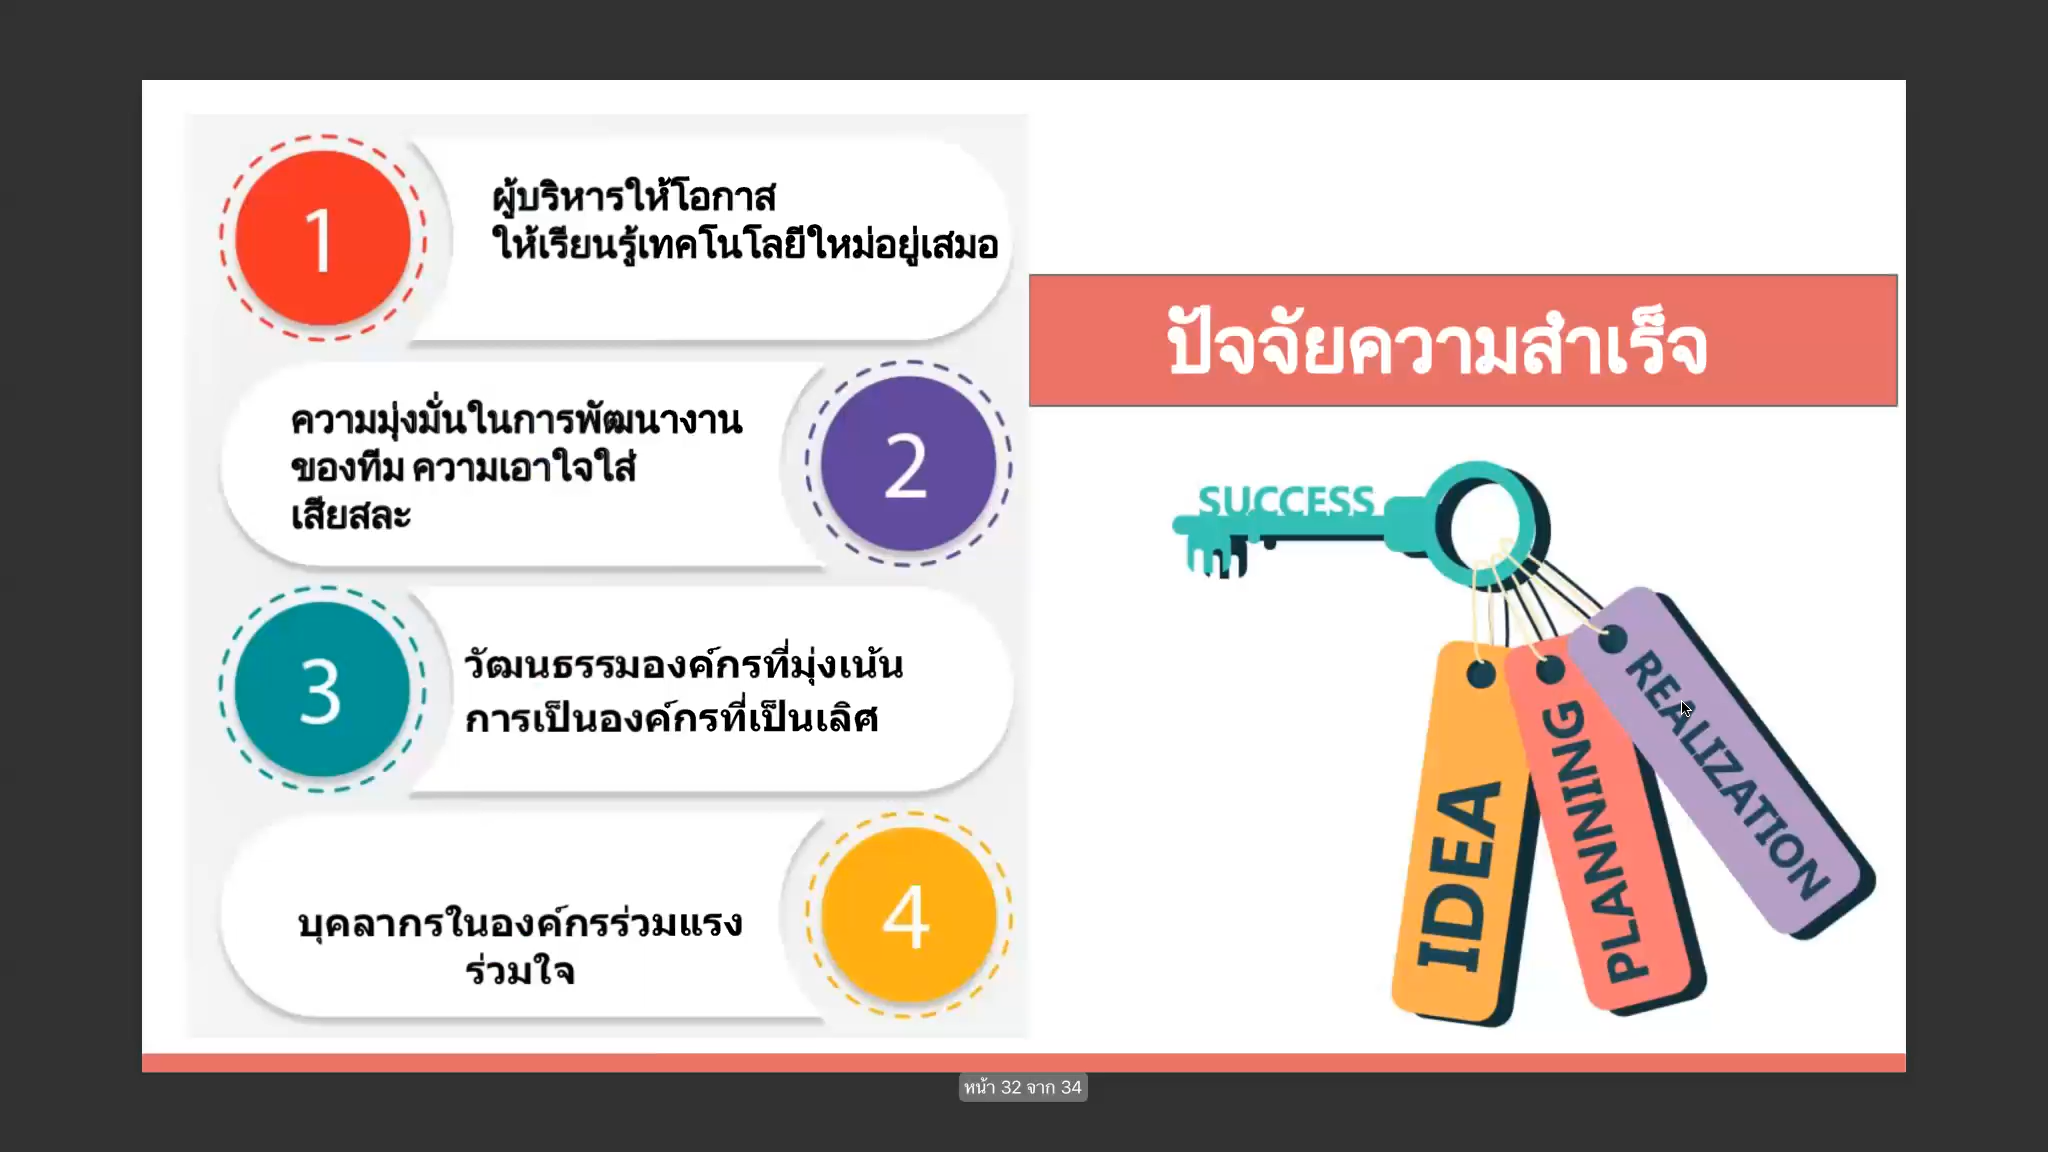 1
ผู้บริหารให้โอกาส
ให้เรียนรู้เทคโนโลยีใหม่อยู่เสมอ
ความมุ่งมั่นในการพัฒนางาน
ของทีม ความเอาใจใส่
เสียสละ
2
3
วัฒนธรรมองค์กรที่มุ่งเน้น
การเป็นองค์กรที่เป็นเลิศ
บุคลากรในองค์กรร่วมแรง
ร่วมใจ
4
ปัจจัยความสำเร็จ
SUCCESS
IDEA
PLANNING
REALIZATION
หน้า 32 จาก 34